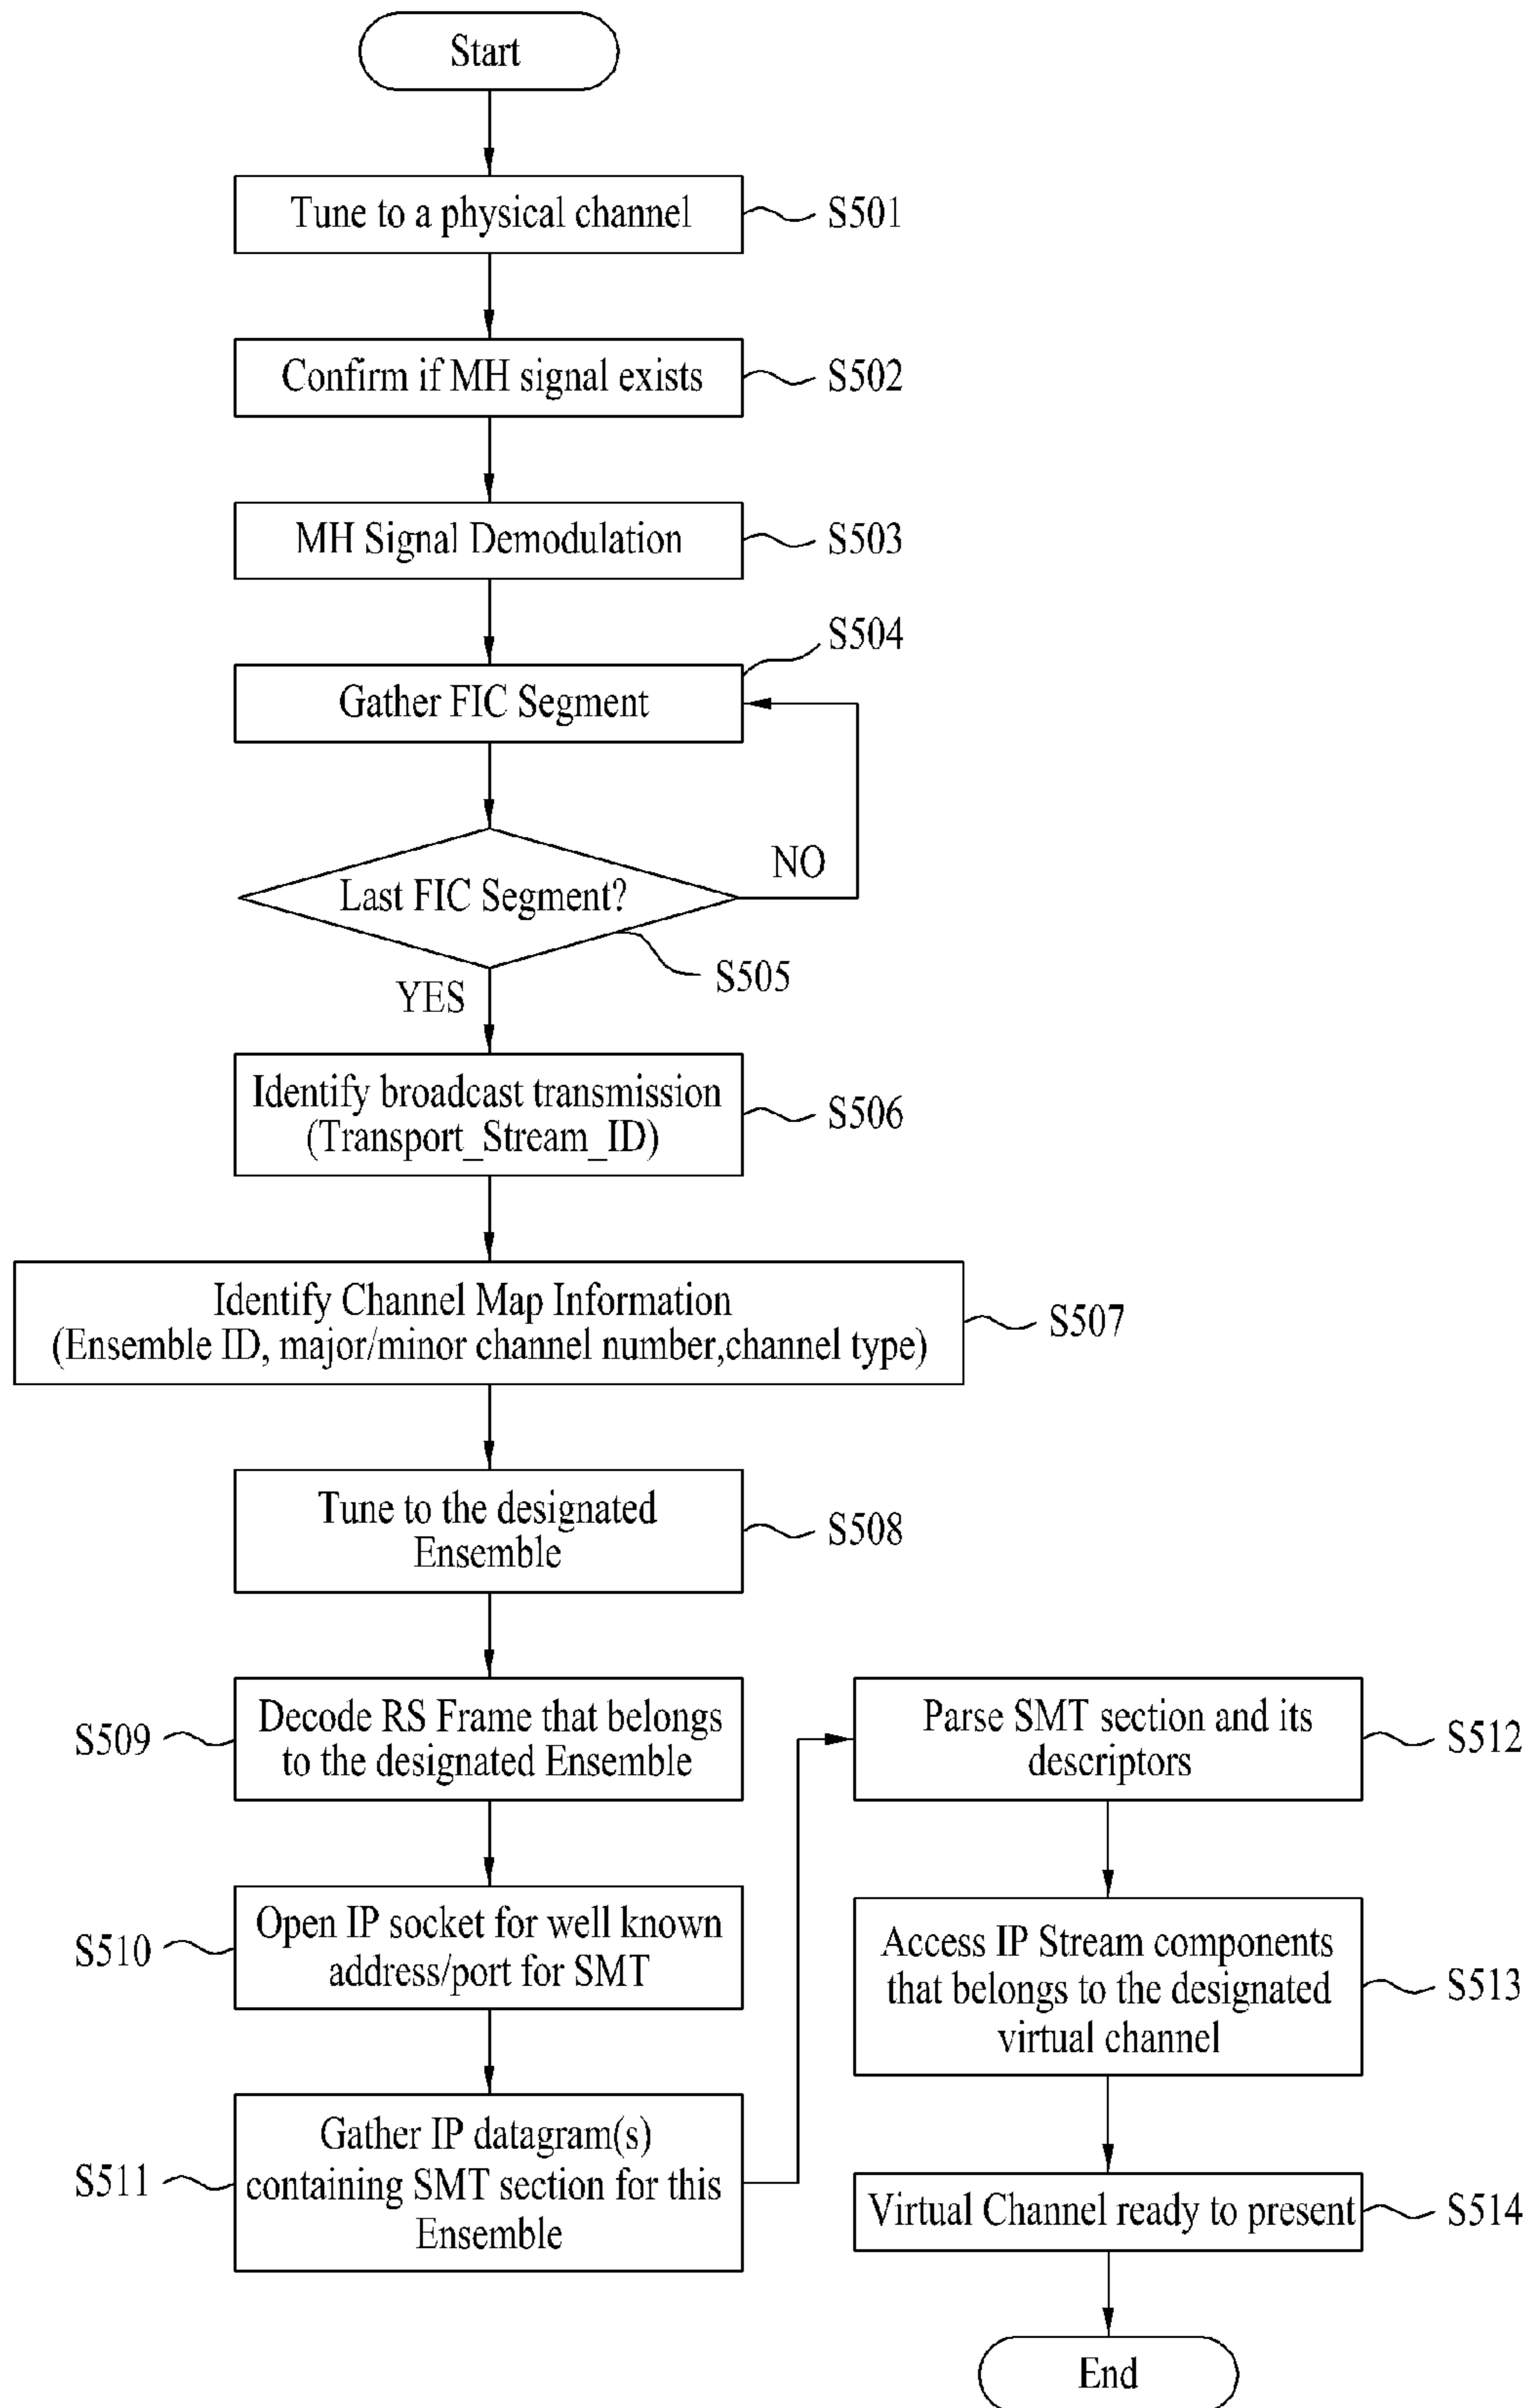 Start
Tune to a physical channel
S501
Confirm if MH signal exists
S502
MH Signal Demodulation
S503
S504
Gather FIC Segment
NO
Last FIC Segment?
S505
YES
Identify broadcast transmission
(Transport_Stream_ID)
S506
Identify Channel Map Information
(Ensemble ID, major/minor channel number,channel type)
S507
Tune to the designated
Ensemble
S508
S509
Decode RS Frame that belongs
to the designated Ensemble
S510
Open IP socket for well known
address/port for SMT
S511
Gather IP datagram(s)
containing SMT section for this
Ensemble
Parse SMT section and its
descriptors
S512
Access IP Stream components
that belongs to the designated
virtual channel
S513
Virtual Channel ready to present
S514
End